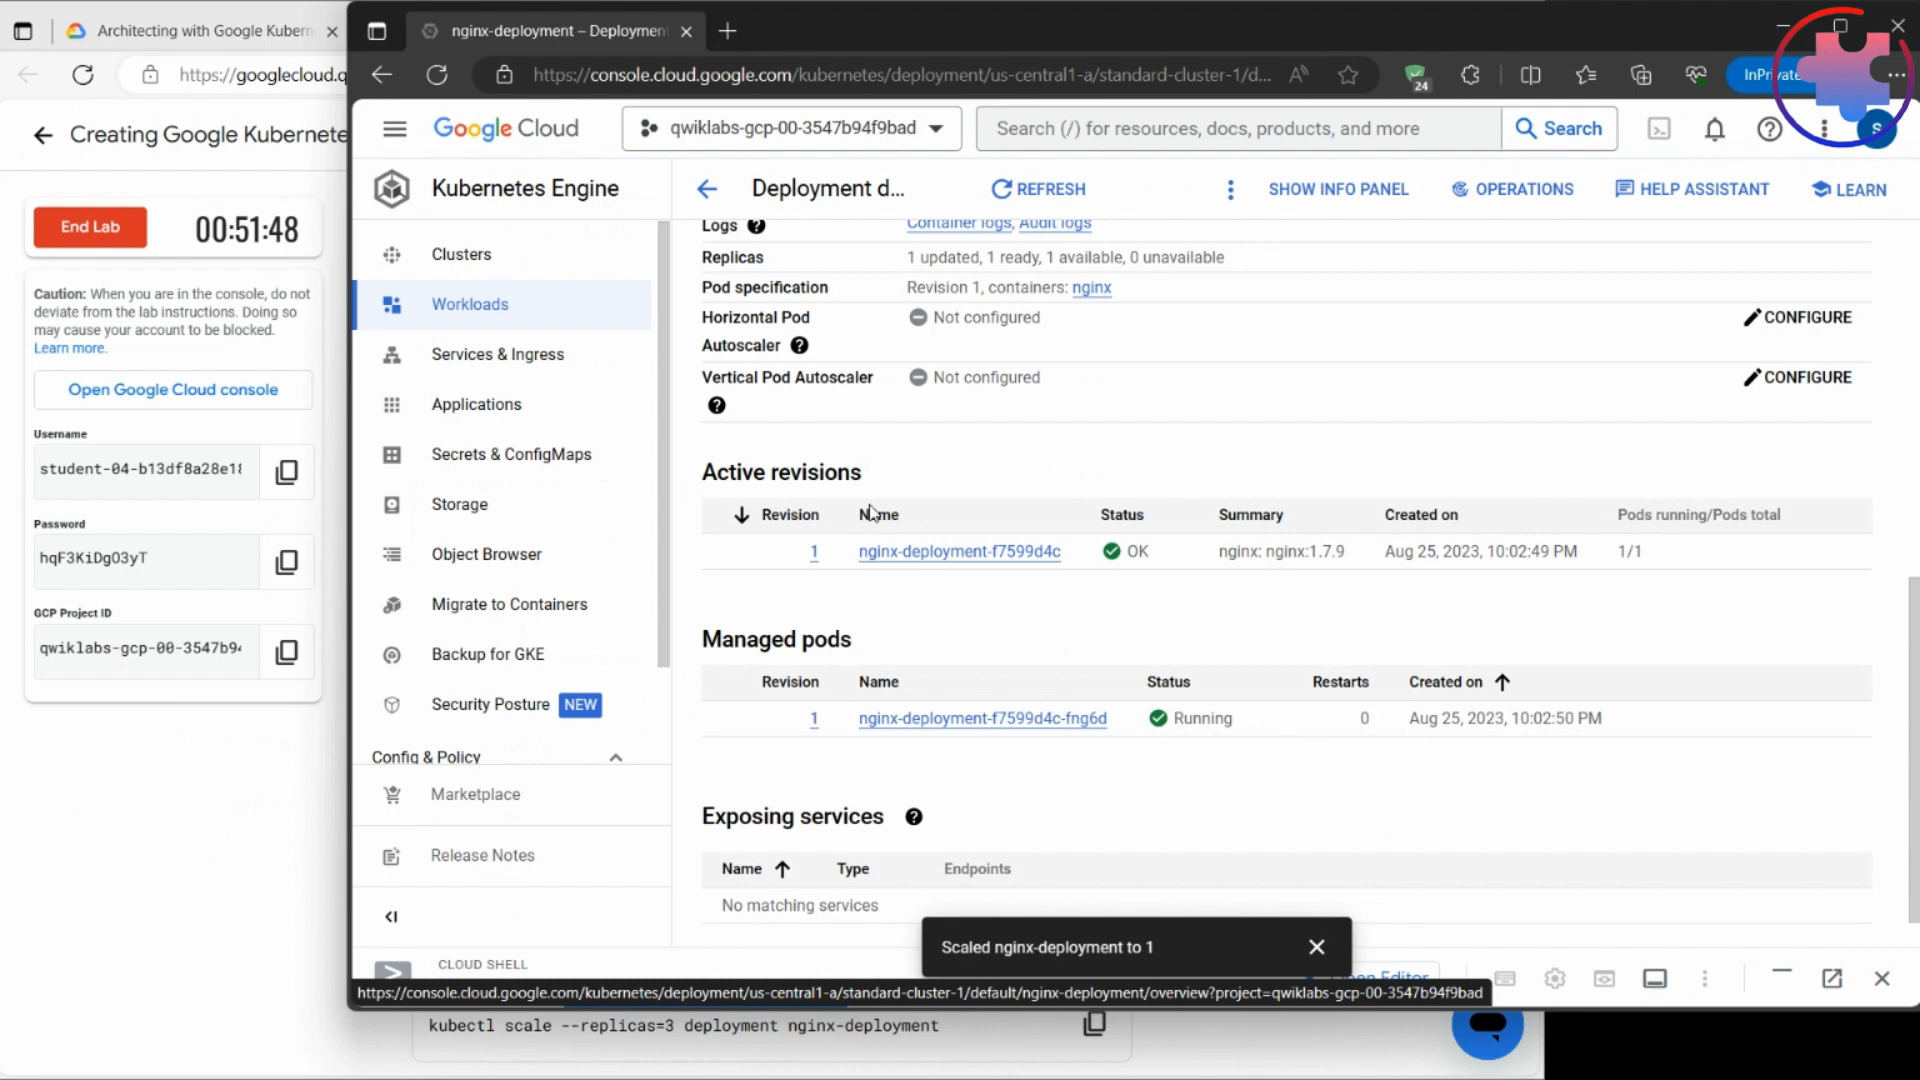 Architecting with Google Kubern
nginx-deployment – Deploymen
https://googlecloud.q
https://console.cloud.google.com/kubernetes/deployment/us-central1-a/standard-cluster-1/d...
24
InPrivate
Creating Google Kubernete
Google Cloud
qwiklabs-gcp-00-3547b94f9bad
Search (/) for resources, docs, products, and more
Search
S
Kubernetes Engine
Deployment d...
REFRESH
SHOW INFO PANEL
OPERATIONS
HELP ASSISTANT
LEARN
End Lab
00:51:48
Caution: When you are in the console, do not
deviate from the lab instructions. Doing so
may cause your account to be blocked.
Learn more.
Open Google Cloud console
Username
student-04-b13df8a28e18
Password
hqF3KiDgO3yT
GCP Project ID
qwiklabs-gcp-00-3547b94
Clusters
Workloads
Services & Ingress
Applications
Secrets & ConfigMaps
Storage
Object Browser
Migrate to Containers
Backup for GKE
Security Posture NEW
Config & Policy
Marketplace
Release Notes
Logs
Container logs, Audit logs
Replicas
1 updated, 1 ready, 1 available, 0 unavailable
Pod specification
Revision 1, containers: nginx
Horizontal Pod
Autoscaler
Not configured
CONFIGURE
Vertical Pod Autoscaler
Not configured
CONFIGURE
Active revisions
Revision Name Status Summary Created on Pods running/Pods total
1 nginx-deployment-f7599d4c OK nginx: nginx:1.7.9 Aug 25, 2023, 10:02:49 PM 1/1
Managed pods
Revision Name Status Restarts Created on
1 nginx-deployment-f7599d4c-fng6d Running 0 Aug 25, 2023, 10:02:50 PM
Exposing services
Name Type Endpoints
No matching services
Scaled nginx-deployment to 1
CLOUD SHELL
Open Editor
https://console.cloud.google.com/kubernetes/deployment/us-central1-a/standard-cluster-1/default/nginx-deployment/overview?project=qwiklabs-gcp-00-3547b94f9bad
kubectl scale --replicas=3 deployment nginx-deployment